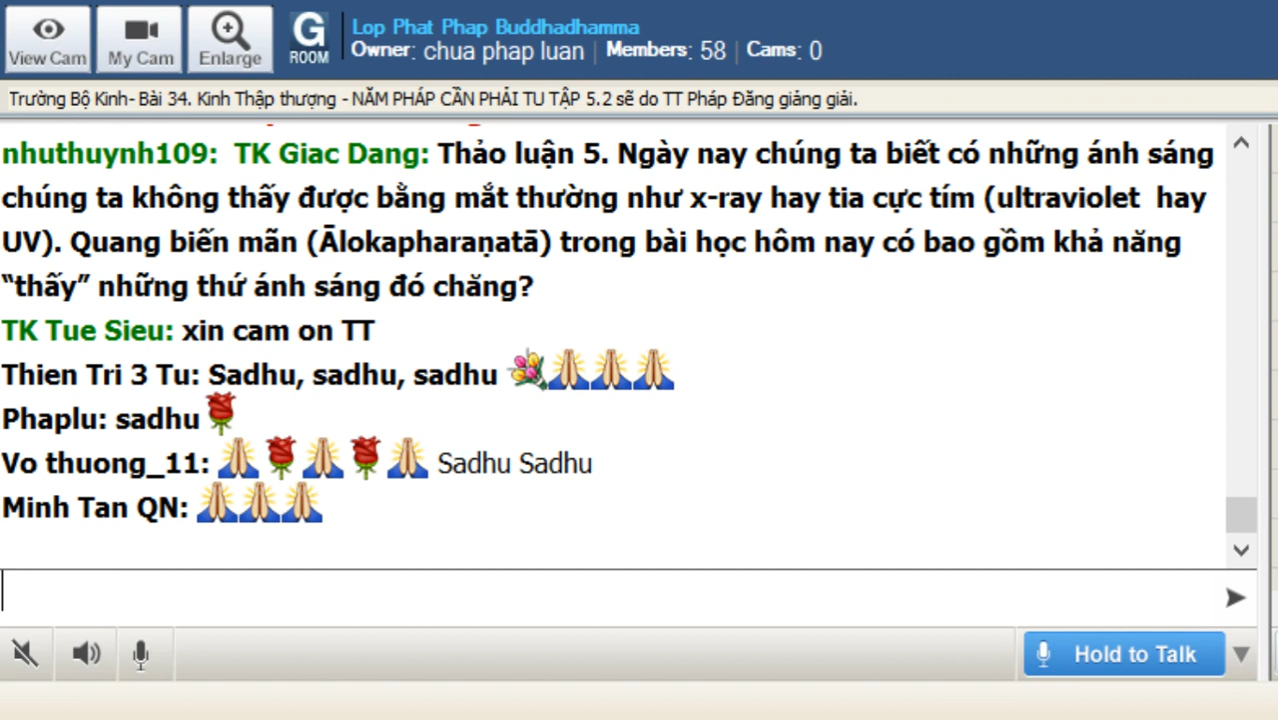 View Cam
My Cam
Enlarge
G
ROOM
Lop Phat Phap Buddhadhamma
Owner: chua phap luan | Members: 58 | Cams: 0
Trường Bộ Kinh- Bài 34. Kinh Thập thượng - NĂM PHÁP CẦN PHẢI TU TẬP 5.2 sẽ do TT Pháp Đăng giảng giải.
nhuthuynh109: TK Giac Dang: Thảo luận 5. Ngày nay chúng ta biết có những ánh sáng
chúng ta không thấy được bằng mắt thường như x-ray hay tia cực tím (ultraviolet hay
UV). Quang biến mãn (Ālokapharaṇatā) trong bài học hôm nay có bao gồm khả năng
“thấy” những thứ ánh sáng đó chăng?
TK Tue Sieu: xin cam on TT
Thien Tri 3 Tu: Sadhu, sadhu, sadhu
Phaplu: sadhu
Vo thuong_11: Sadhu Sadhu
Minh Tan QN:
Hold to Talk